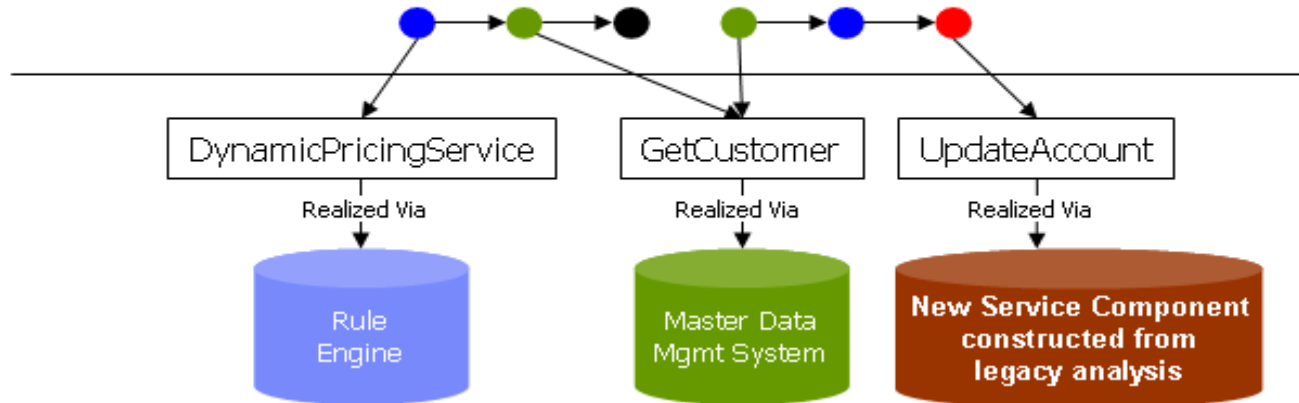 DynamicPricingService
GetCustomer
UpdateAccount
Realized Via
Realized Via
Realized Via
Rule
Engine
Master Data
Mgmt System
New Service Component
constructed from
legacy analysis